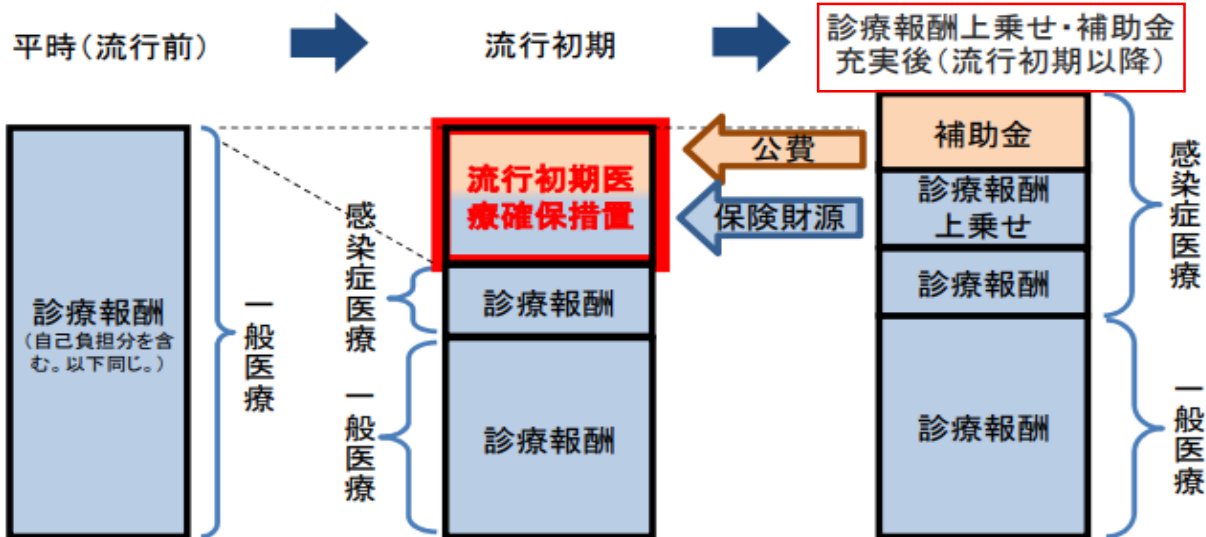 平時(流行前)
流行初期
診療報酬上乗せ・補助金
充実後(流行初期以降)
診療報酬
(自己負担分を含
む。以下同じ。)
一般医療
感染症医療
一般医療
流行初期医
療確保措置
診療報酬
診療報酬
公費
保険財源
補助金
診療報酬
上乗せ
診療報酬
診療報酬
感染症医療
一般医療